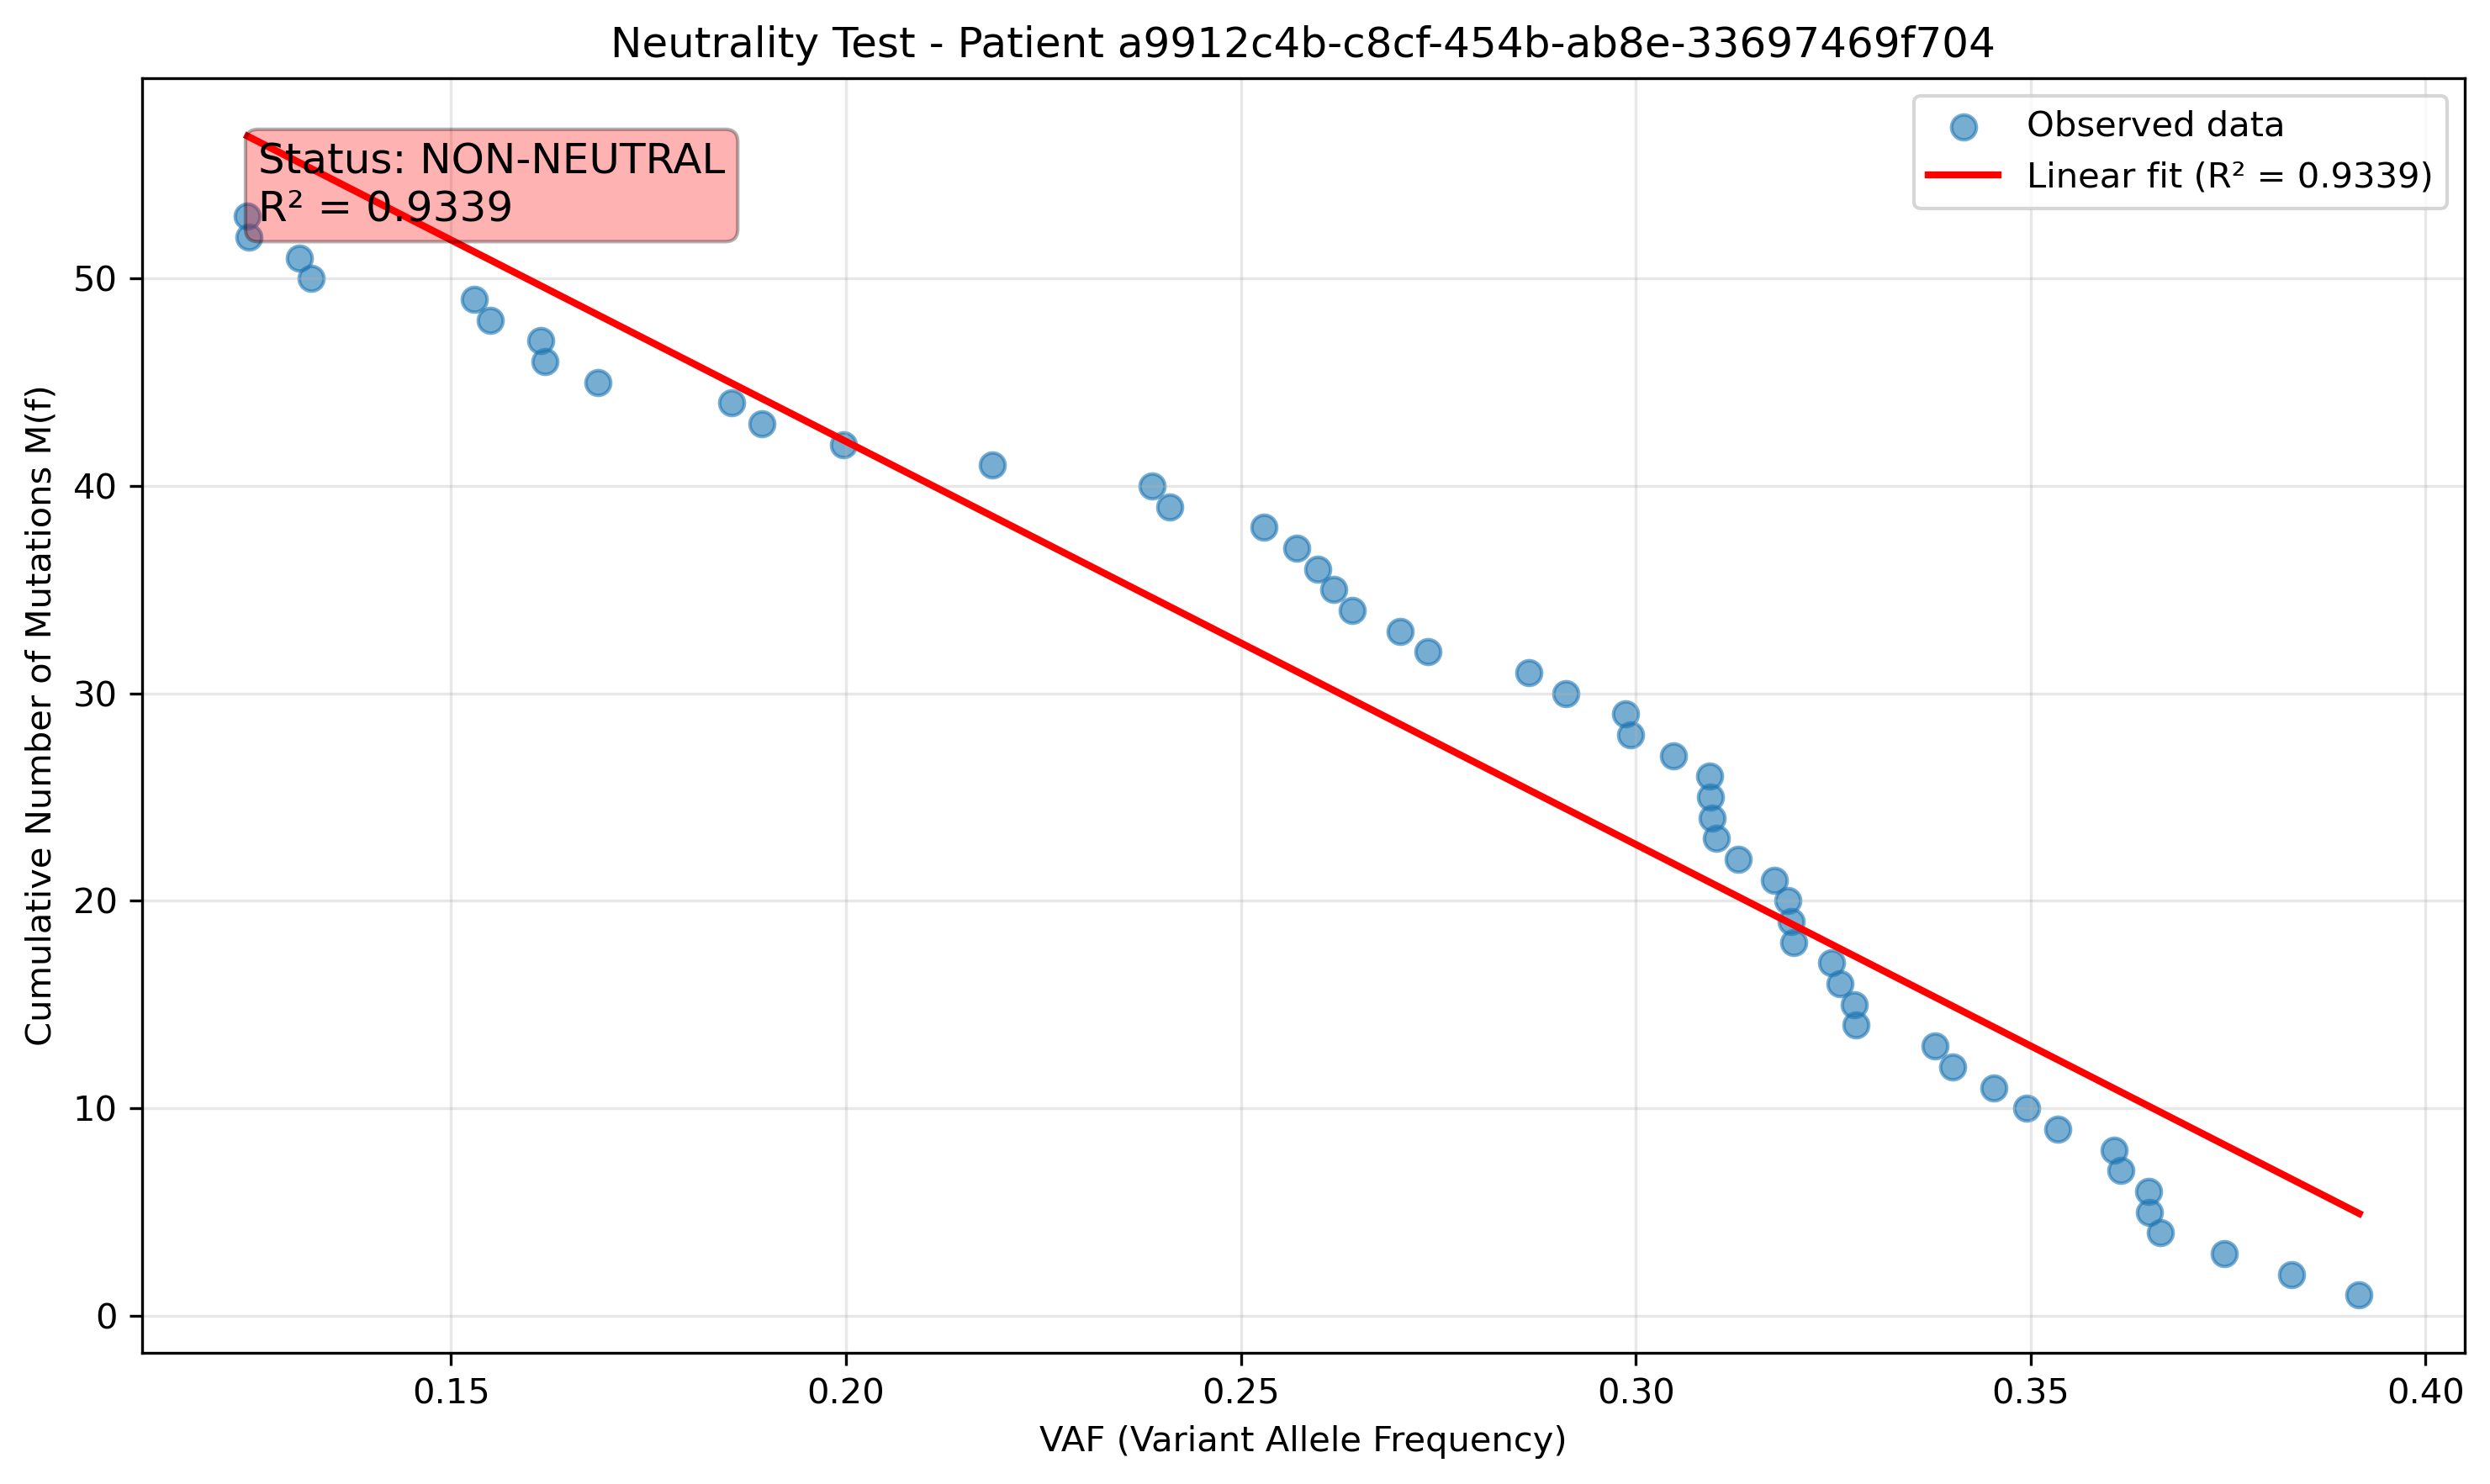 Neutrality Test - Patient a9912c4b-c8cf-454b-ab8e-33697469f704
Status: NON-NEUTRAL
R² = 0.9339
Observed data
Linear fit (R² = 0.9339)
Cumulative Number of Mutations M(f)
50
40
30
20
10
0
0.15
0.20
0.25
0.30
0.35
0.40
VAF (Variant Allele Frequency)